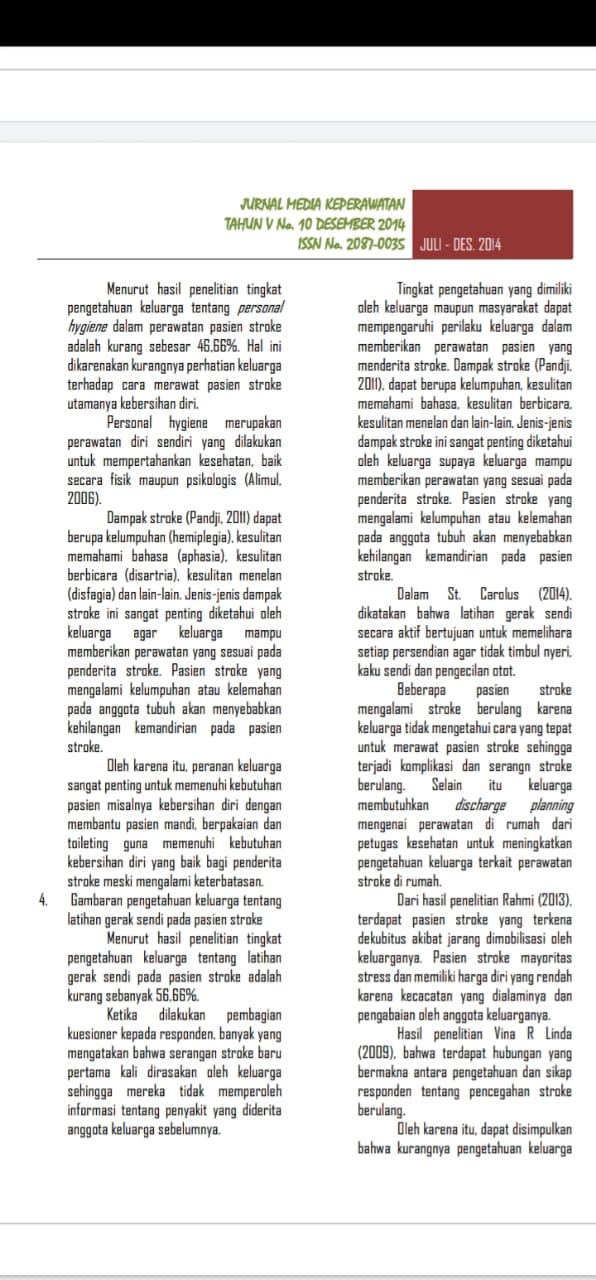 JURNAL MEDIA KEPERAWATAN
TAHUN V No. 10 DESEMBER 2014
ISSN No. 2087-0035
JULI - DES. 2014
Menurut hasil penelitian tingkat
pengetahuan keluarga tentang personal
hygiene dalam perawatan pasien stroke
adalah kurang sebesar 46,66%. Hal ini
dikarenakan kurangnya perhatian keluarga
terhadap cara merawat pasien stroke
utamanya kebersihan diri.
Personal hygiene merupakan
perawatan diri sendiri yang dilakukan
untuk mempertahankan kesehatan, baik
secara fisik maupun psikologis (Alimul,
2006).
Dampak stroke (Pandji, 2011) dapat
berupa kelumpuhan (hemiplegia), kesulitan
memahami bahasa (aphasia), kesulitan
berbicara (disartria), kesulitan menelan
(disfagia) dan lain-lain. Jenis-jenis dampak
stroke ini sangat penting diketahui oleh
keluarga agar keluarga mampu
memberikan perawatan yang sesuai pada
penderita stroke. Pasien stroke yang
mengalami kelumpuhan atau kelemahan
pada anggota tubuh akan menyebabkan
kehilangan kemandirian pada pasien
stroke.
Oleh karena itu, peranan keluarga
sangat penting untuk memenuhi kebutuhan
pasien misalnya kebersihan diri dengan
membantu pasien mandi, berpakaian dan
toileting guna memenuhi kebutuhan
kebersihan diri yang baik bagi penderita
stroke meski mengalami keterbatasan.
4. Gambaran pengetahuan keluarga tentang
latihan gerak sendi pada pasien stroke
Menurut hasil penelitian tingkat
pengetahuan keluarga tentang latihan
gerak sendi pada pasien stroke adalah
kurang sebanyak 56,66%.
Ketika dilakukan pembagian
kuesioner kepada responden, banyak yang
mengatakan bahwa serangan stroke baru
pertama kali dirasakan oleh keluarga
sehingga mereka tidak memperoleh
informasi tentang penyakit yang diderita
anggota keluarga sebelumnya.
Tingkat pengetahuan yang dimiliki
oleh keluarga maupun masyarakat dapat
mempengaruhi perilaku keluarga dalam
memberikan perawatan pasien yang
menderita stroke. Dampak stroke (Pandji,
2011), dapat berupa kelumpuhan, kesulitan
memahami bahasa, kesulitan berbicara,
kesulitan menelan dan lain-lain. Jenis-jenis
dampak stroke ini sangat penting diketahui
oleh keluarga supaya keluarga mampu
memberikan perawatan yang sesuai pada
penderita stroke. Pasien stroke yang
mengalami kelumpuhan atau kelemahan
pada anggota tubuh akan menyebabkan
kehilangan kemandirian pada pasien
stroke.
Dalam St. Carolus (2014),
dikatakan bahwa latihan gerak sendi
secara aktif bertujuan untuk memelihara
setiap persendian agar tidak timbul nyeri,
kaku sendi dan pengecilan otot.
Beberapa pasien stroke
mengalami stroke berulang karena
keluarga tidak mengetahui cara yang tepat
untuk merawat pasien stroke sehingga
terjadi komplikasi dan serangn stroke
berulang. Selain itu keluarga
membutuhkan discharge planning
mengenai perawatan di rumah dari
petugas kesehatan untuk meningkatkan
pengetahuan keluarga terkait perawatan
stroke di rumah.
Dari hasil penelitian Rahmi (2013),
terdapat pasien stroke yang terkena
dekubitus akibat jarang dimobilisasi oleh
keluarganya. Pasien stroke mayoritas
stress dan memiliki harga diri yang rendah
karena kecacatan yang dialaminya dan
pengabaian oleh anggota keluarganya.
Hasil penelitian Vina R Linda
(2009), bahwa terdapat hubungan yang
bermakna antara pengetahuan dan sikap
responden tentang pencegahan stroke
berulang.
Oleh karena itu, dapat disimpulkan
bahwa kurangnya pengetahuan keluarga